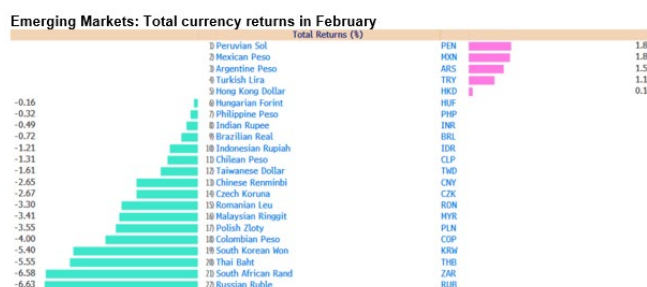 Emerging Markets: Total currency returns in February
Total Returns (%)
1) Peruvian Sol PEN 1.8
2) Mexican Peso MXN 1.8
3) Argentine Peso ARS 1.5
4) Turkish Lira TRY 1.1
5) Hong Kong Dollar HKD 0.1
-0.16 6) Hungarian Forint HUF
-0.32 7) Philippine Peso PHP
-0.49 8) Indian Rupee INR
-0.72 9) Brazilian Real BRL
-1.21 10) Indonesian Rupiah IDR
-1.31 11) Chilean Peso CLP
-1.61 12) Taiwanese Dollar TWD
-2.65 13) Chinese Renminbi CNY
-2.67 14) Czech Koruna CZK
-3.30 15) Romanian Leu RON
-3.41 16) Malaysian Ringgit MYR
-3.55 17) Polish Zloty PLN
-4.00 18) Colombian Peso COP
-5.40 19) South Korean Won KRW
-5.55 20) Thai Baht THB
-6.58 21) South African Rand ZAR
-6.63 22) Russian Ruble RUB